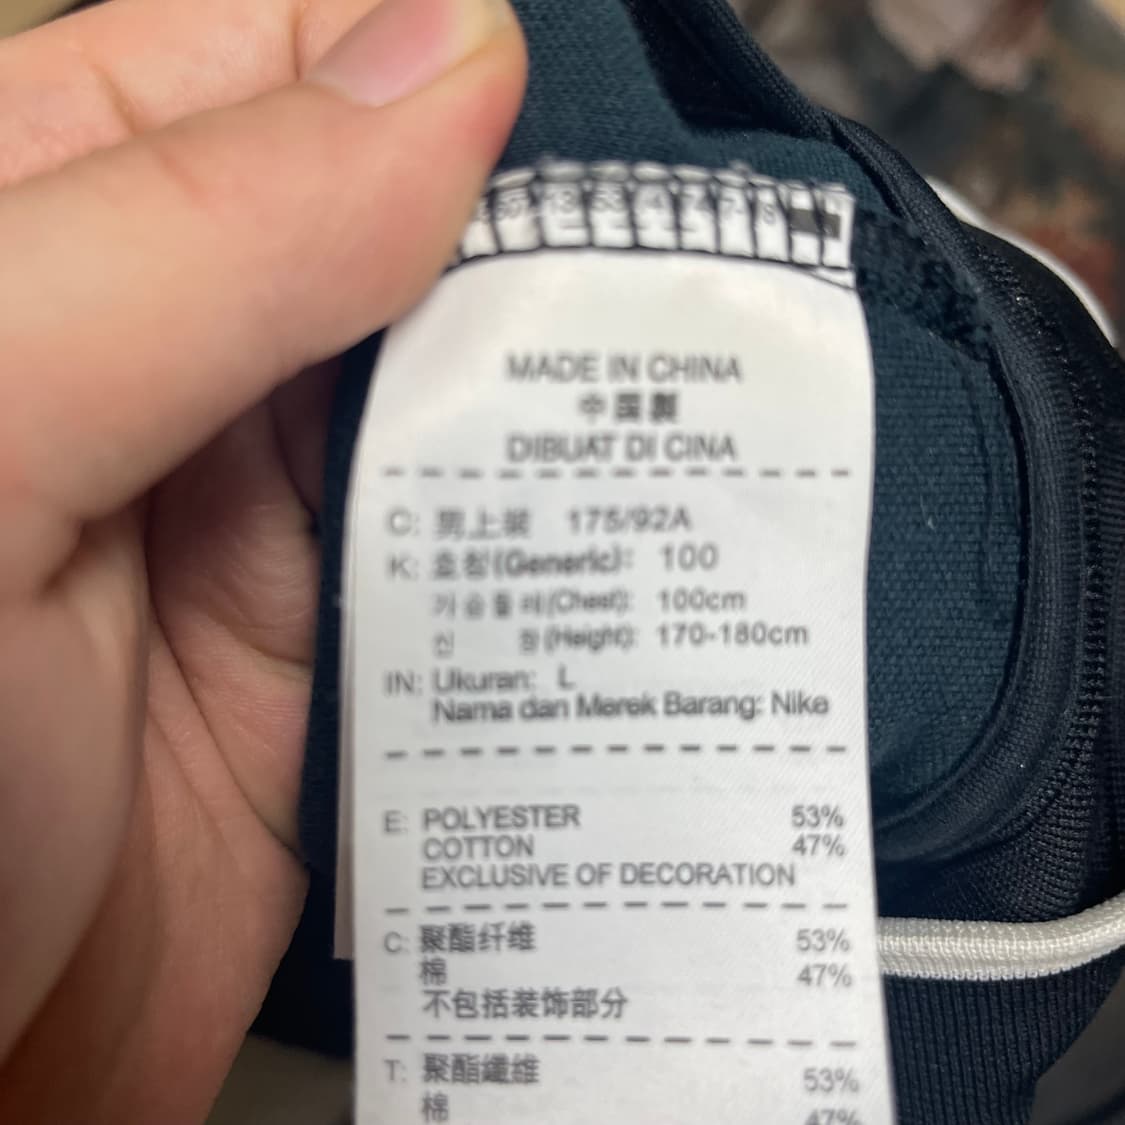 MADE IN CHINA
中国製
DIBUAT DI CINA
C: 男上装 175/92A
K: 호칭(Generic): 100
가슴둘레(Chest): 100cm
신 장(Height): 170-180cm
IN: Ukuran: L
Nama dan Merek Barang: Nike
E: POLYESTER 53%
COTTON 47%
EXCLUSIVE OF DECORATION
C: 聚酯纤维 53%
棉 47%
不包括装饰部分
T: 聚酯纖維 53%
棉 47%